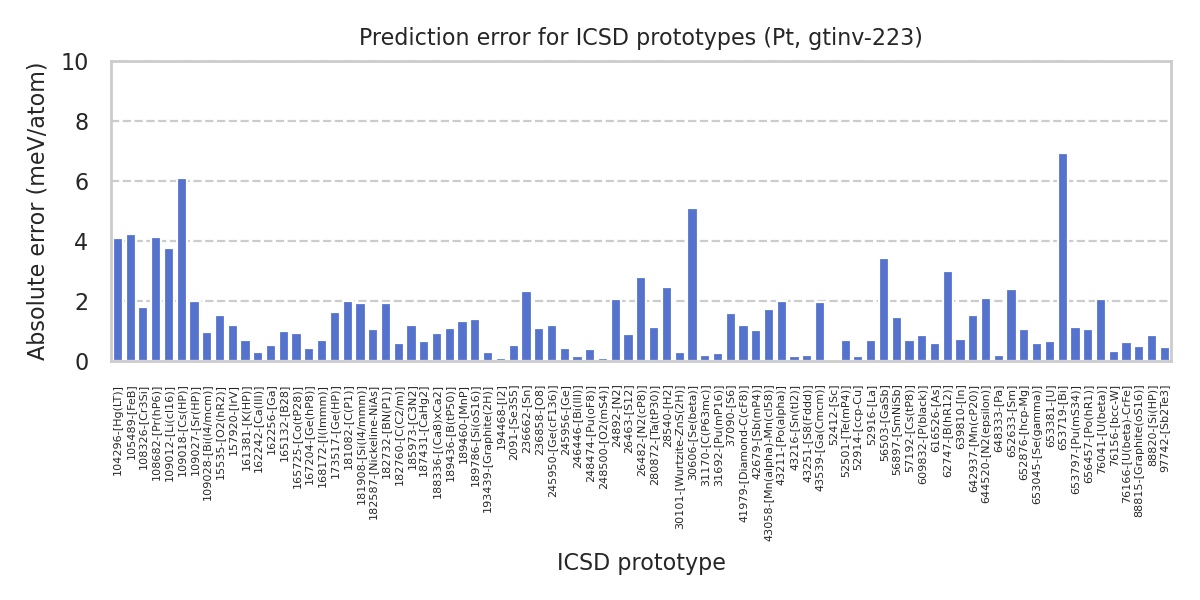 Prediction error for ICSD prototypes (Pt, gtinv-223)
Absolute error (meV/atom)
10
8
6
4
2
0
104296-[Hg(LT)]
105489-[FeB]
108326-[Cr3Si]
108682-[Pr(hP6)]
109012-[Li(cI16)]
109018-[Cs(HP)]
109027-[Sr(HP)]
109028-[Bi(I4/mcm)]
15535-[O2(hR2)]
157920-[IrV]
161381-[K(HP)]
162242-[Ca(III)]
162256-[Ga]
165132-[B28]
165725-[Co(tP28)]
167204-[Ge(hP8)]
168172-[I(Immm)]
173517-[Ge(HP)]
181082-[C(P1)]
181908-[Si(I4/mmm)]
182587-[Nickeline-NiAs]
182732-[BN(P1)]
182760-[C(C2/m)]
185973-[C3N2]
187431-[CaHg2]
188336-[(Ca8)xCa2]
189436-[B(tP50)]
189460-[MnP]
189786-[Si(oS16)]
193439-[Graphite(2H)]
194468-[I2]
2091-[Se3S5]
236662-[Sn]
236858-[O8]
245950-[Ge(cF136)]
245956-[Ge]
246446-[Bi(III)]
248474-[Pu(oF8)]
248500-[O2(mS4)]
24892-[N2]
26463-[S12]
26482-[N2(cP8)]
280872-[Ta(tP30)]
28540-[H2]
30101-[Wurtzite-ZnS(2H)]
30606-[Se(beta)]
31170-[C(P63mc)]
31692-[Pu(mP16)]
37090-[S6]
41979-[Diamond-C(cF8)]
42679-[Sb(mP4)]
43058-[Mn(alpha)-Mn(cI58)]
43211-[Po(alpha)]
43216-[Sn(tI2)]
43251-[S8(Fddd)]
43539-[Ga(Cmcm)]
52412-[Sc]
52501-[Te(mP4)]
52914-[ccp-Cu]
52916-[La]
56503-[GaSb]
56897-[SmNiSb]
57192-[Cs(tP8)]
609832-[P(black)]
616526-[As]
62747-[B(hR12)]
639810-[In]
642937-[Mn(cP20)]
644520-[N2(epsilon)]
648333-[Pa]
652633-[Sm]
652876-[hcp-Mg]
653045-[Se(gamma)]
653381-[U]
653719-[Bi]
653797-[Pu(mS34)]
656457-[Po(hR1)]
76041-[U(beta)]
76156-[bcc-W]
76166-[U(beta)-CrFe]
88815-[Graphite(oS16)]
88820-[Si(HP)]
97742-[Sb2Te3]
ICSD prototype